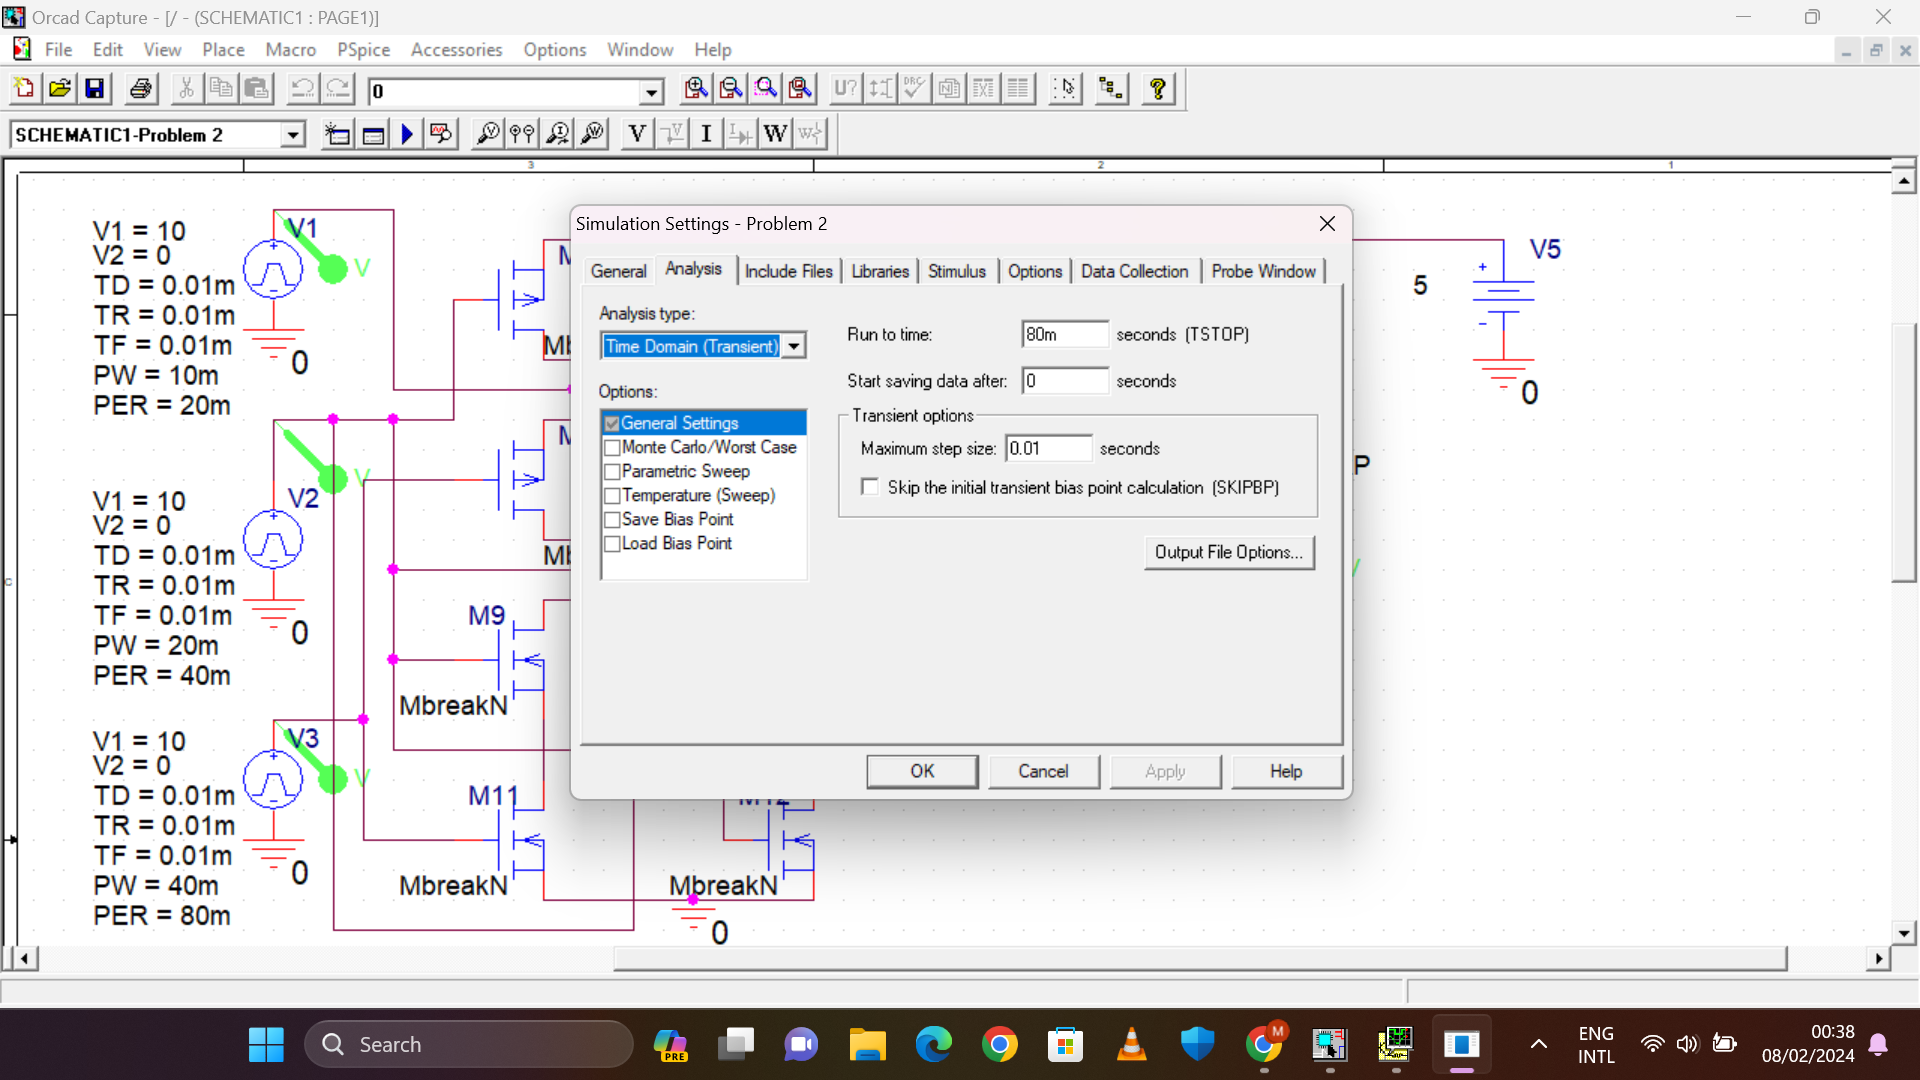 Orcad Capture - [/ - (SCHEMATIC1 : PAGE1)]
File Edit View Place Macro PSpice Accessories Options Window Help
0
U? DRC
SCHEMATIC1-Problem 2
V V I I W W
3 2 1
V1 = 10
V2 = 0
TD = 0.01m
TR = 0.01m
TF = 0.01m
PW = 10m
PER = 20m
V1
V
0
V1 = 10
V2 = 0
TD = 0.01m
TR = 0.01m
TF = 0.01m
PW = 20m
PER = 40m
V2
V
0
V1 = 10
V2 = 0
TD = 0.01m
TR = 0.01m
TF = 0.01m
PW = 40m
PER = 80m
V3
V
0
M9
MbreakN
M11
MbreakN
MbreakN
0
Simulation Settings - Problem 2
General Analysis Include Files Libraries Stimulus Options Data Collection Probe Window
Analysis type:
Time Domain (Transient)
Options:
General Settings
Monte Carlo/Worst Case
Parametric Sweep
Temperature (Sweep)
Save Bias Point
Load Bias Point
Run to time: 80m seconds (TSTOP)
Start saving data after: 0 seconds
Transient options
Maximum step size: 0.01 seconds
Skip the initial transient bias point calculation (SKIPBP)
Output File Options...
OK Cancel Apply Help
V5
5
0
P
Search
PRE
M
ENG
INTL
00:38
08/02/2024